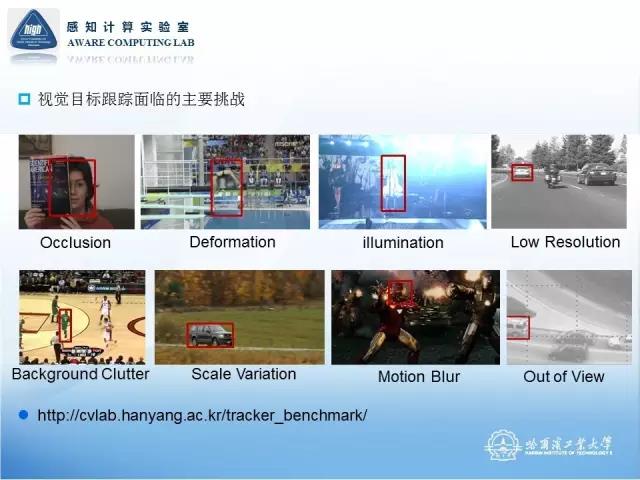 high
感知计算实验室
AWARE COMPUTING LAB
视觉目标跟踪面临的主要挑战
Occlusion
Deformation
illumination
Low Resolution
Background Clutter
Scale Variation
Motion Blur
Out of View
http://cvlab.hanyang.ac.kr/tracker_benchmark/
哈尔滨工业大学
HARBIN INSTITUTE OF TECHNOLOGY